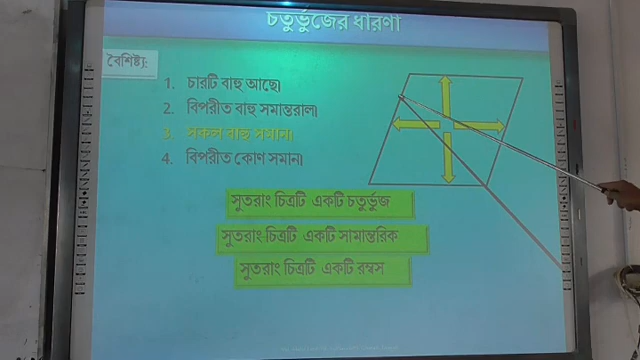 চতুর্ভুজের ধারণা
বৈশিষ্ট্য:
1. চারটি বাহু আছে।
2. বিপরীত বাহু সমান্তরাল।
3. সকল বাহু সমান।
4. বিপরীত কোণ সমান।
সুতরাং চিত্রটি একটি চতুর্ভুজ
সুতরাং চিত্রটি একটি সামান্তরিক
সুতরাং চিত্রটি একটি রম্বস